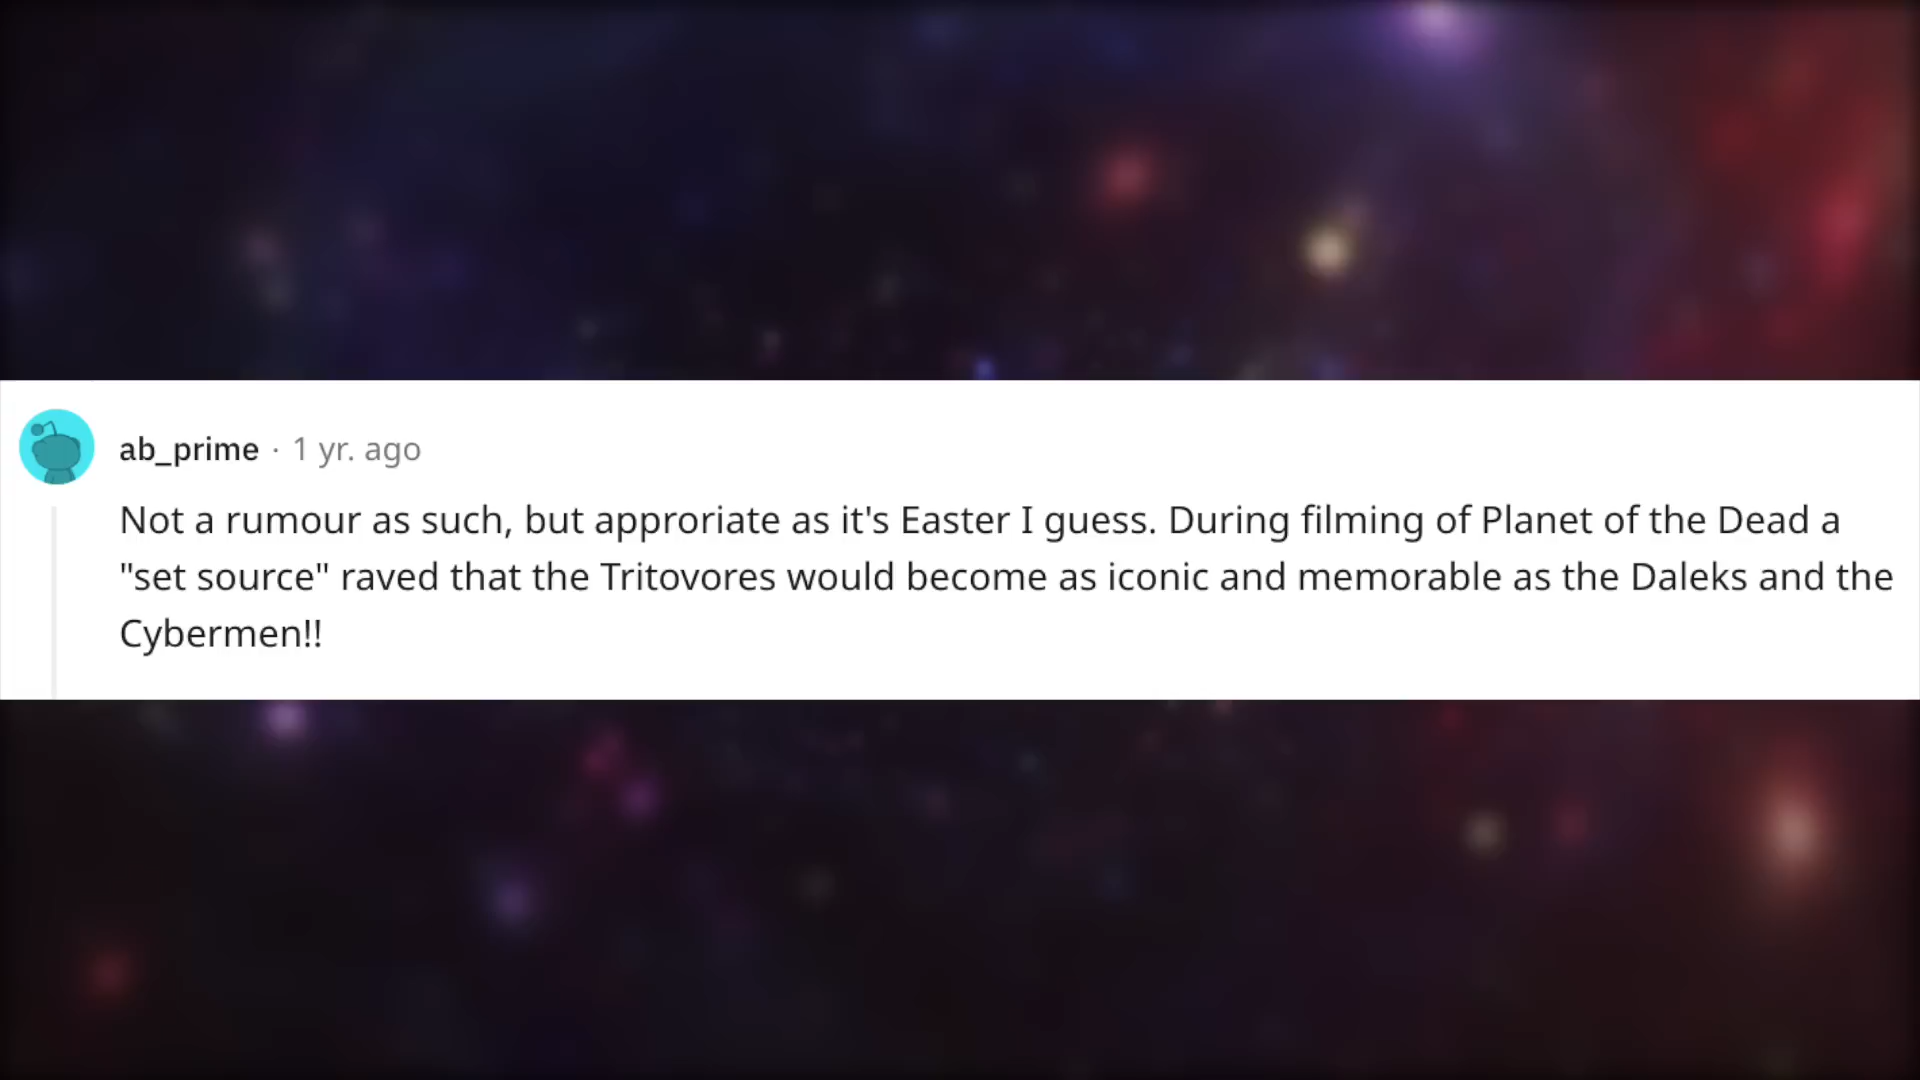 ab_prime · 1 yr. ago
Not a rumour as such, but approriate as it's Easter I guess. During filming of Planet of the Dead a
"set source" raved that the Tritovores would become as iconic and memorable as the Daleks and the
Cybermen!!